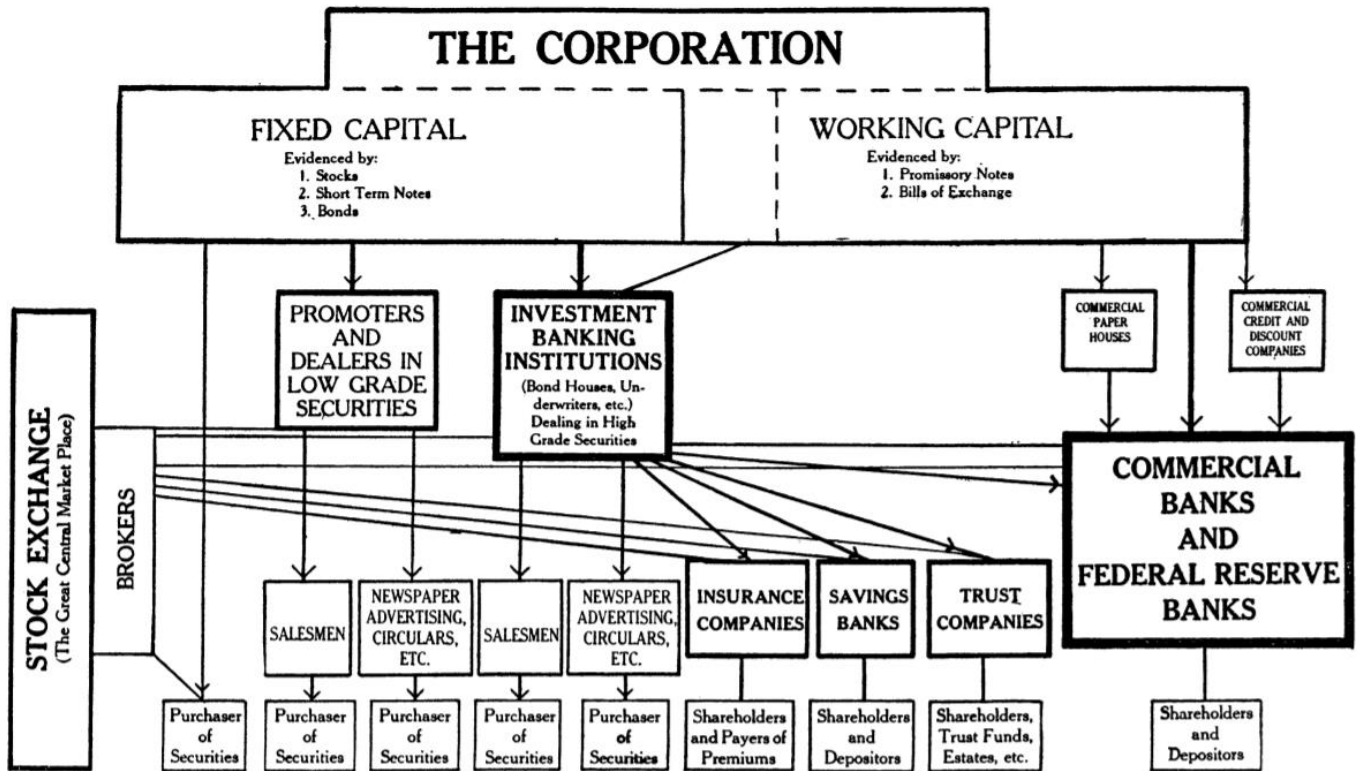 THE CORPORATION
FIXED CAPITAL
Evidenced by:
1. Stocks
2. Short Term Notes
3. Bonds
WORKING CAPITAL
Evidenced by:
1. Promissory Notes
2. Bills of Exchange
STOCK EXCHANGE
(The Great Central Market Place)
BROKERS
PROMOTERS
AND
DEALERS IN
LOW GRADE
SECURITIES
INVESTMENT
BANKING
INSTITUTIONS
(Bond Houses, Un-
derwriters, etc.)
Dealing in High
Grade Securities
COMMERCIAL
PAPER
HOUSES
COMMERCIAL
CREDIT AND
DISCOUNT
COMPANIES
COMMERCIAL
BANKS
AND
FEDERAL RESERVE
BANKS
SALESMEN
NEWSPAPER
ADVERTISING,
CIRCULARS,
ETC.
SALESMEN
NEWSPAPER
ADVERTISING,
CIRCULARS,
ETC.
INSURANCE
COMPANIES
SAVINGS
BANKS
TRUST
COMPANIES
Purchaser
of
Securities
Purchaser
of
Securities
Purchaser
of
Securities
Purchaser
of
Securities
Purchaser
of
Securities
Shareholders
and Payers of
Premiums
Shareholders
and
Depositors
Shareholders,
Trust Funds,
Estates, etc.
Shareholders
and
Depositors